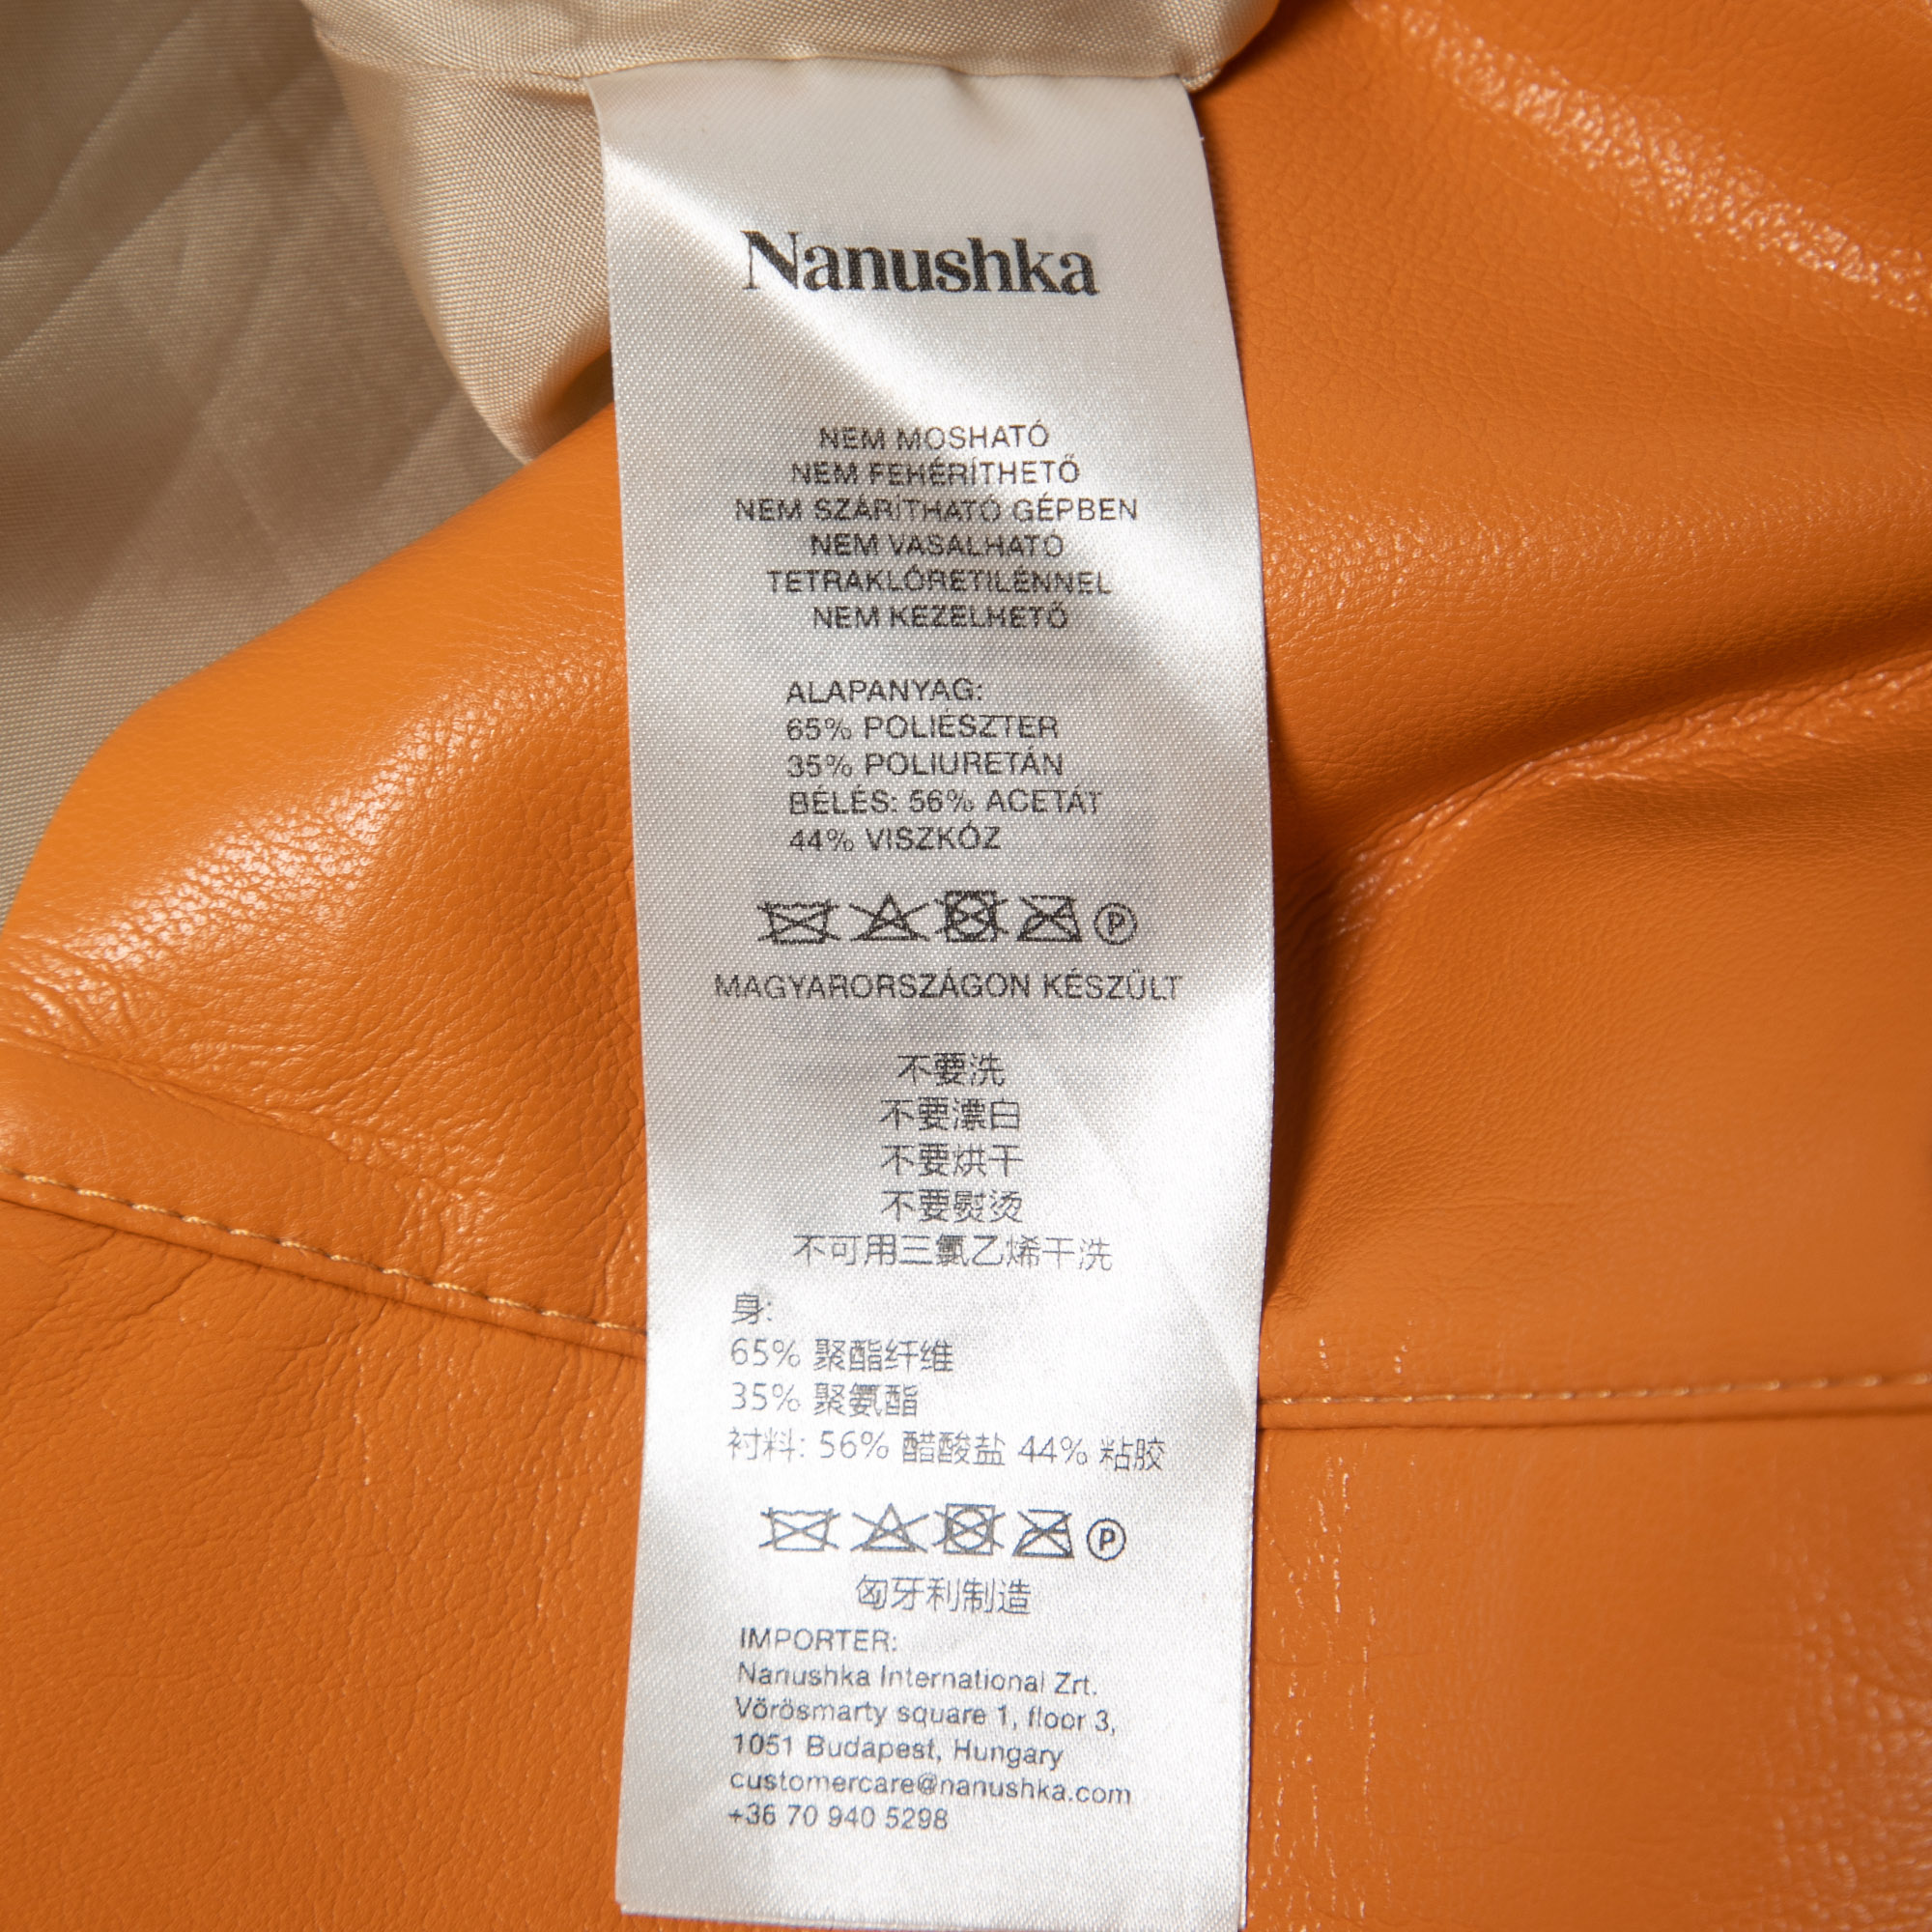 Nanushka
NEM MOSHATÓ
NEM FEHÉRÍTHETŐ
NEM SZÁRÍTHATÓ GÉPBEN
NEM VASALHATÓ
TETRAKLÓRETILÉNNEL
NEM KEZELHETŐ
ALAPANYAG:
65% POLIÉSZTER
35% POLIURETÁN
BÉLÉS: 56% ACETÁT
44% VISZKÓZ
P
MAGYARORSZÁGON KÉSZÜLT
不要洗
不要漂白
不要烘干
不要熨烫
不可用三氯乙烯干洗
身:
65% 聚酯纤维
35% 聚氨酯
衬料: 56% 醋酸盐 44% 粘胶
P
匈牙利制造
IMPORTER:
Nanushka International Zrt.
Vörösmarty square 1, floor 3,
1051 Budapest, Hungary
customercare@nanushka.com
+36 70 940 5298